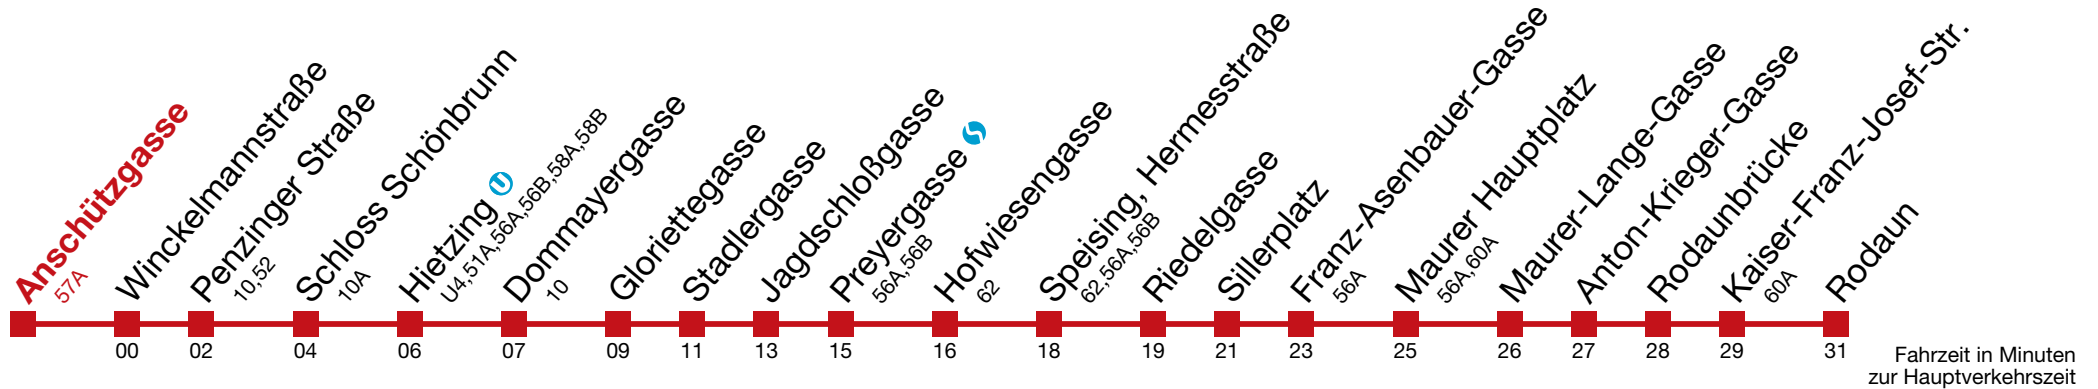 Anschützgasse
57A
Winckelmannstraße
00
Penzinger Straße
10,52
02
Schloss Schönbrunn
10A
04
Hietzing U
U4,51A,56A,56B,58A,58B
06
Dommayergasse
10
07
Gloriettegasse
09
Stadlergasse
11
Jagdschloßgasse
13
Preyergasse S
56A,56B
15
Hofwiesengasse
62
16
Speising, Hermesstraße
62,56A,56B
18
Riedelgasse
19
Sillerplatz
21
Franz-Asenbauer-Gasse
56A
23
Maurer Hauptplatz
56A,60A
25
Maurer-Lange-Gasse
26
Anton-Krieger-Gasse
27
Rodaunbrücke
28
Kaiser-Franz-Josef-Str.
60A
29
Rodaun
31
Fahrzeit in Minuten
zur Hauptverkehrszeit